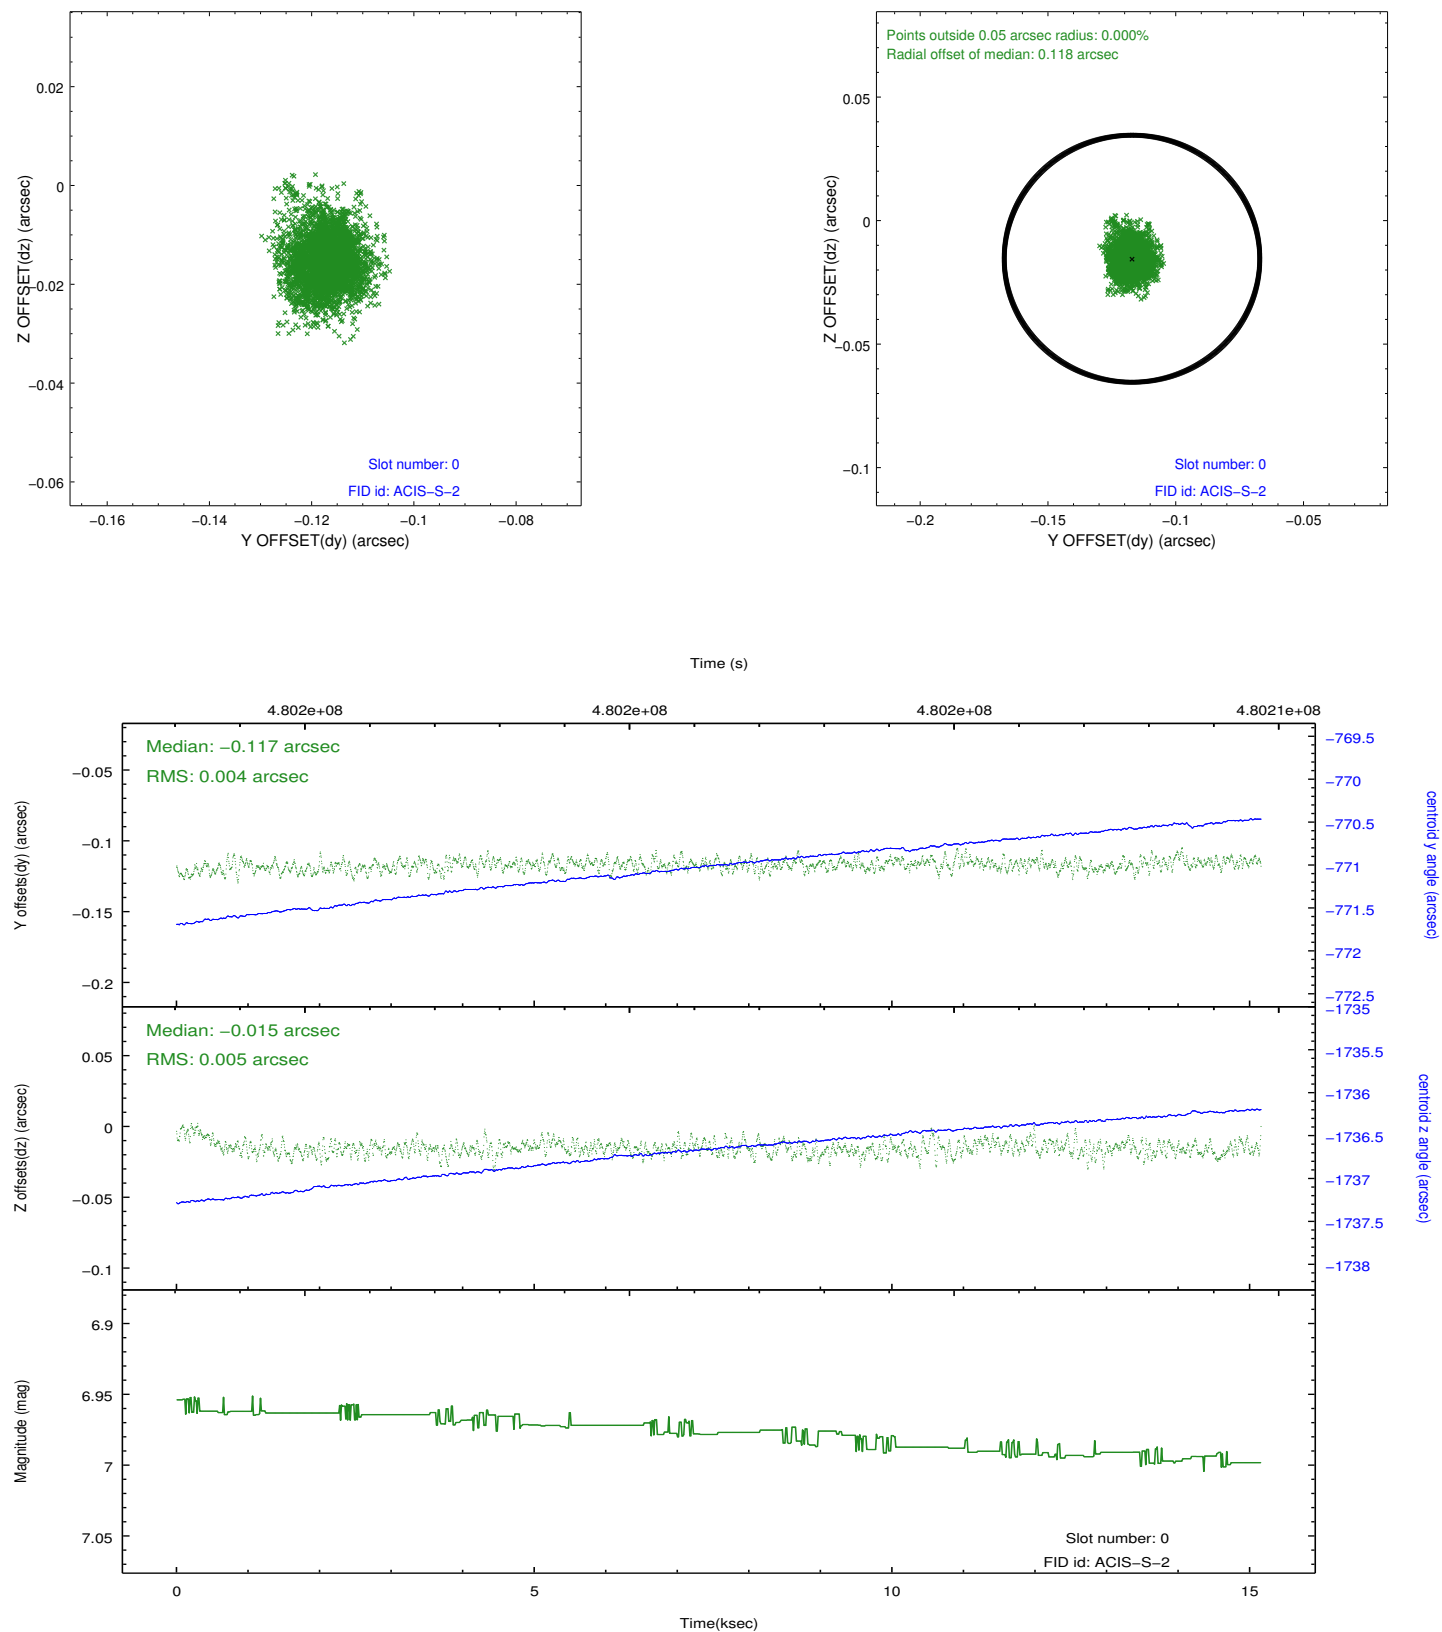 0.02
0
−0.02
−0.04
−0.06
Z OFFSET(dz) (arcsec)
Slot number: 0
FID id: ACIS−S−2
−0.16
−0.14
−0.12
−0.1
−0.08
Y OFFSET(dy) (arcsec)
Points outside 0.05 arcsec radius: 0.000%
Radial offset of median: 0.118 arcsec
0.05
0
−0.05
−0.1
Z OFFSET(dz) (arcsec)
Slot number: 0
FID id: ACIS−S−2
−0.2
−0.15
−0.1
−0.05
Y OFFSET(dy) (arcsec)
Time (s)
4.802e+08
4.802e+08
4.802e+08
4.8021e+08
Median: −0.117 arcsec
RMS: 0.004 arcsec
−0.05
−0.1
−0.15
−0.2
Y offsets(dy) (arcsec)
−769.5
−770
−770.5
−771
−771.5
−772
−772.5
centroid y angle (arcsec)
Median: −0.015 arcsec
RMS: 0.005 arcsec
0.05
0
−0.05
−0.1
Z offsets(dz) (arcsec)
−1735
−1735.5
−1736
−1736.5
−1737
−1737.5
−1738
centroid z angle (arcsec)
6.9
6.95
7
7.05
Magnitude (mag)
Slot number: 0
FID id: ACIS−S−2
0
5
10
15
Time(ksec)